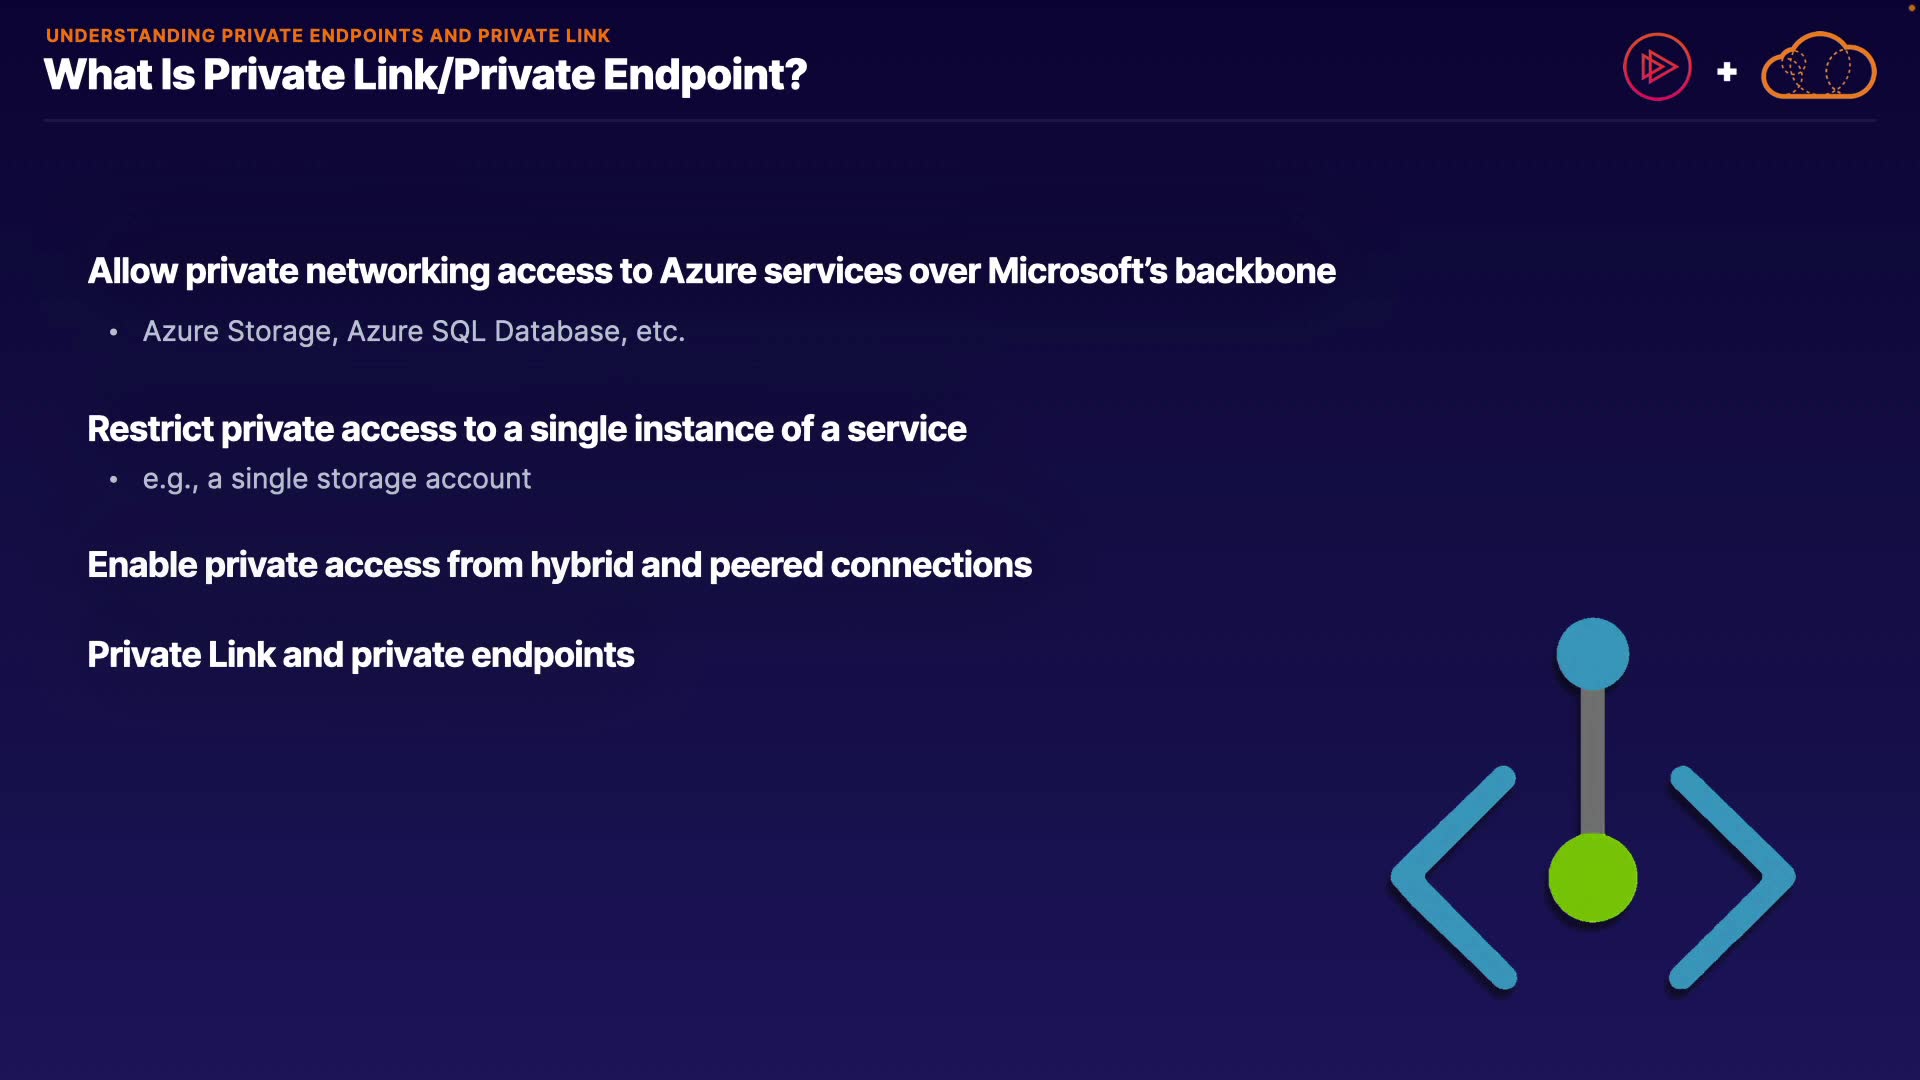 UNDERSTANDING PRIVATE ENDPOINTS AND PRIVATE LINK
What Is Private Link/Private Endpoint?
Allow private networking access to Azure services over Microsoft’s backbone
• Azure Storage, Azure SQL Database, etc.
Restrict private access to a single instance of a service
• e.g., a single storage account
Enable private access from hybrid and peered connections
Private Link and private endpoints